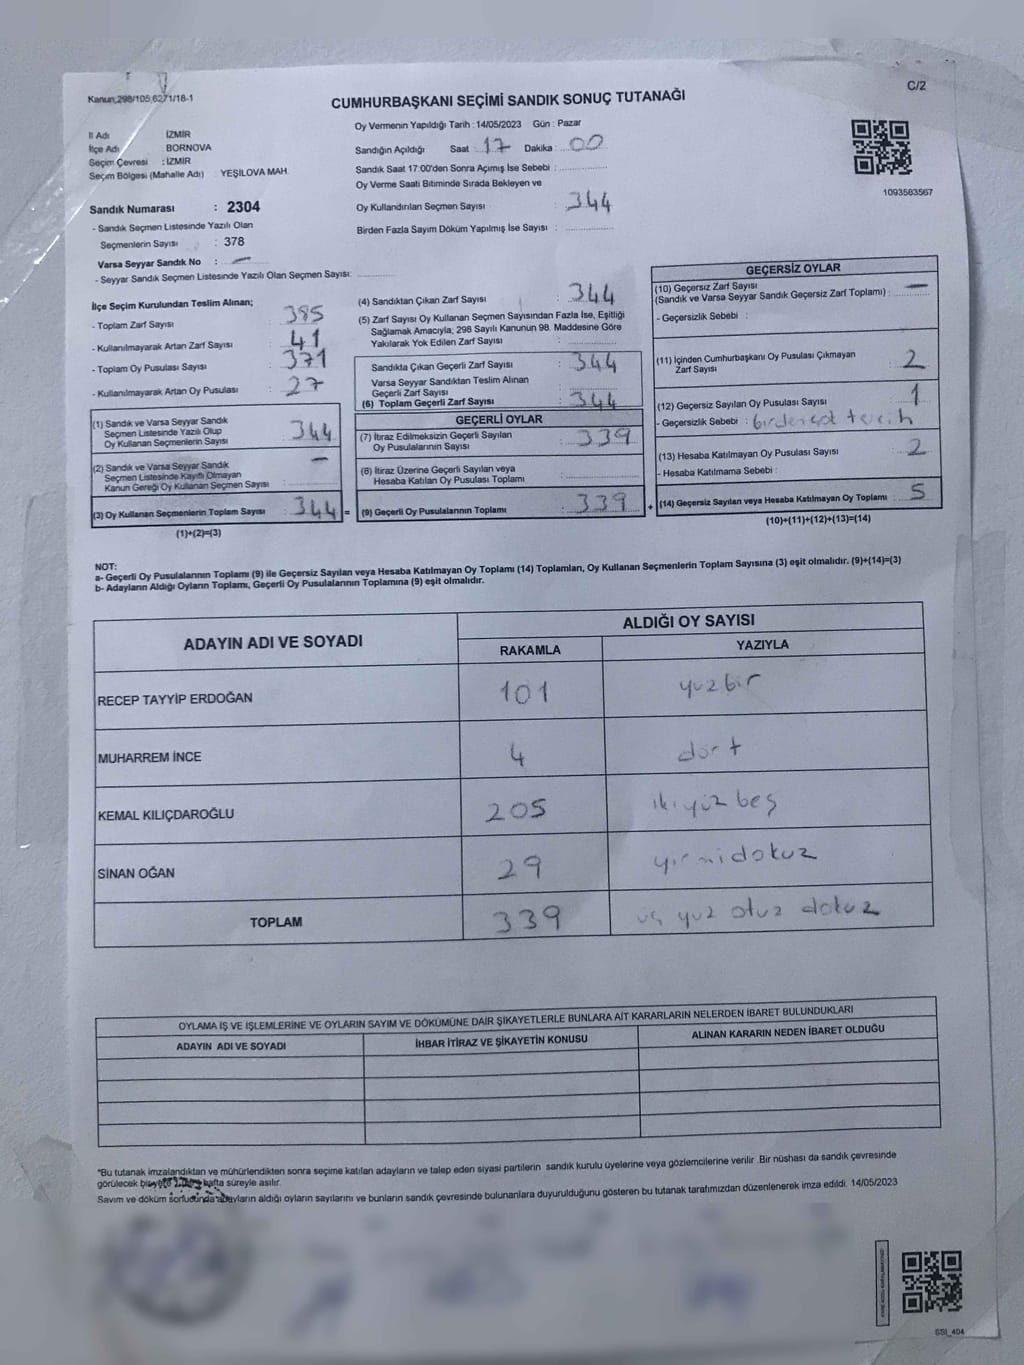 Kanun;298/105;6271/18-1
C/2
CUMHURBAŞKANI SEÇİMİ SANDIK SONUÇ TUTANAĞI
İl Adı İZMİR
İlçe Adı BORNOVA
Seçim Çevresi : İZMİR
Seçim Bölgesi (Mahalle Adı) YEŞİLOVA MAH.
Sandık Numarası : 2304
- Sandık Seçmen Listesinde Yazılı Olan
Seçmenlerin Sayısı : 378
Varsa Seyyar Sandık No : —
- Seyyar Sandık Seçmen Listesinde Yazılı Olan Seçmen Sayısı:
Oy Vermenin Yapıldığı Tarih : 14/05/2023 Gün : Pazar
Sandığın Açıldığı Saat : 17 Dakika : 00
Sandık Saat 17:00'den Sonra Açımış İse Sebebi :
Oy Verme Saati Bitiminde Sırada Bekleyen ve
Oy Kullandırılan Seçmen Sayısı : 344
Birden Fazla Sayım Döküm Yapılmış İse Sayısı :
1093563567
İlçe Seçim Kurulundan Teslim Alınan;
- Toplam Zarf Sayısı : 385
- Kullanılmayarak Artan Zarf Sayısı : 41
- Toplam Oy Pusulası Sayısı : 371
- Kullanılmayarak Artan Oy Pusulası : 27
(1) Sandık ve Varsa Seyyar Sandık
Seçmen Listesinde Yazılı Olup
Oy Kullanan Seçmenlerin Sayısı : 344
(2) Sandık ve Varsa Seyyar Sandık
Seçmen Listesinde Kayıtlı Olmayan
Kanun Gereği Oy Kullanan Seçmen Sayısı : —
(3) Oy Kullanan Seçmenlerin Toplam Sayısı : 344 =
(1)+(2)=(3)
(4) Sandıktan Çıkan Zarf Sayısı : 344
(5) Zarf Sayısı Oy Kullanan Seçmen Sayısından Fazla İse, Eşitliği
Sağlamak Amacıyla; 298 Sayılı Kanunun 98. Maddesine Göre
Yakılarak Yok Edilen Zarf Sayısı :
Sandıkta Çıkan Geçerli Zarf Sayısı : 344
Varsa Seyyar Sandıktan Teslim Alınan
Geçerli Zarf Sayısı :
(6) Toplam Geçerli Zarf Sayısı : 344
GEÇERLİ OYLAR
(7) İtiraz Edilmeksizin Geçerli Sayılan
Oy Pusulalarının Sayısı : 339
(8) İtiraz Üzerine Geçerli Sayılan veya
Hesaba Katılan Oy Pusulası Toplamı :
(9) Geçerli Oy Pusulalarının Toplamı : 339 +
GEÇERSİZ OYLAR
(10) Geçersiz Zarf Sayısı
(Sandık ve Varsa Seyyar Sandık Geçersiz Zarf Toplamı) : —
- Geçersizlik Sebebi :
(11) İçinden Cumhurbaşkanı Oy Pusulası Çıkmayan
Zarf Sayısı : 2
(12) Geçersiz Sayılan Oy Pusulası Sayısı : 1
- Geçersizlik Sebebi : tercih
(13) Hesaba Katılmayan Oy Pusulası Sayısı : 2
- Hesaba Katılmama Sebebi :
(14) Geçersiz Sayılan veya Hesaba Katılmayan Oy Toplamı : 5
(10)+(11)+(12)+(13)=(14)
NOT:
a- Geçerli Oy Pusulalarının Toplamı (9) ile Geçersiz Sayılan veya Hesaba Katılmayan Oy Toplamı (14) Toplamları, Oy Kullanan Seçmenlerin Toplam Sayısına (3) eşit olmalıdır. (9)+(14)=(3)
b- Adayların Aldığı Oyların Toplamı, Geçerli Oy Pusulalarının Toplamına (9) eşit olmalıdır.
ADAYIN ADI VE SOYADI
ALDIĞI OY SAYISI
RAKAMLA YAZIYLA
RECEP TAYYİP ERDOĞAN 101 yuzbir
MUHARREM İNCE 4 dört
KEMAL KILIÇDAROĞLU 205 ikiyüz beş
SİNAN OĞAN 29 yirmidokuz
TOPLAM 339 üç yuz otuz dokuz
OYLAMA İŞ VE İŞLEMLERİNE VE OYLARIN SAYIM VE DÖKÜMÜNE DAİR ŞİKAYETLERLE BUNLARA AİT KARARLARIN NELERDEN İBARET BULUNDUKLARI
ADAYIN ADI VE SOYADI İHBAR İTİRAZ VE ŞİKAYETİN KONUSU ALINAN KARARIN NEDEN İBARET OLDUĞU
*Bu tutanak imzalandıktan ve mühürlendikten sonra seçime katılan adayların ve talep eden siyasi partilerin sandık kurulu üyelerine veya gözlemcilerine verilir .Bir nüshası da sandık çevresinde
görülecek bir hafta süreyle asılır.
Sayım ve döküm adayların aldığı oyların sayılarını ve bunların sandık çevresinde bulunanlara duyurulduğunu gösteren bu tutanak tarafımızdan düzenlenerek imza edildi. 14/05/2023
SSI_404